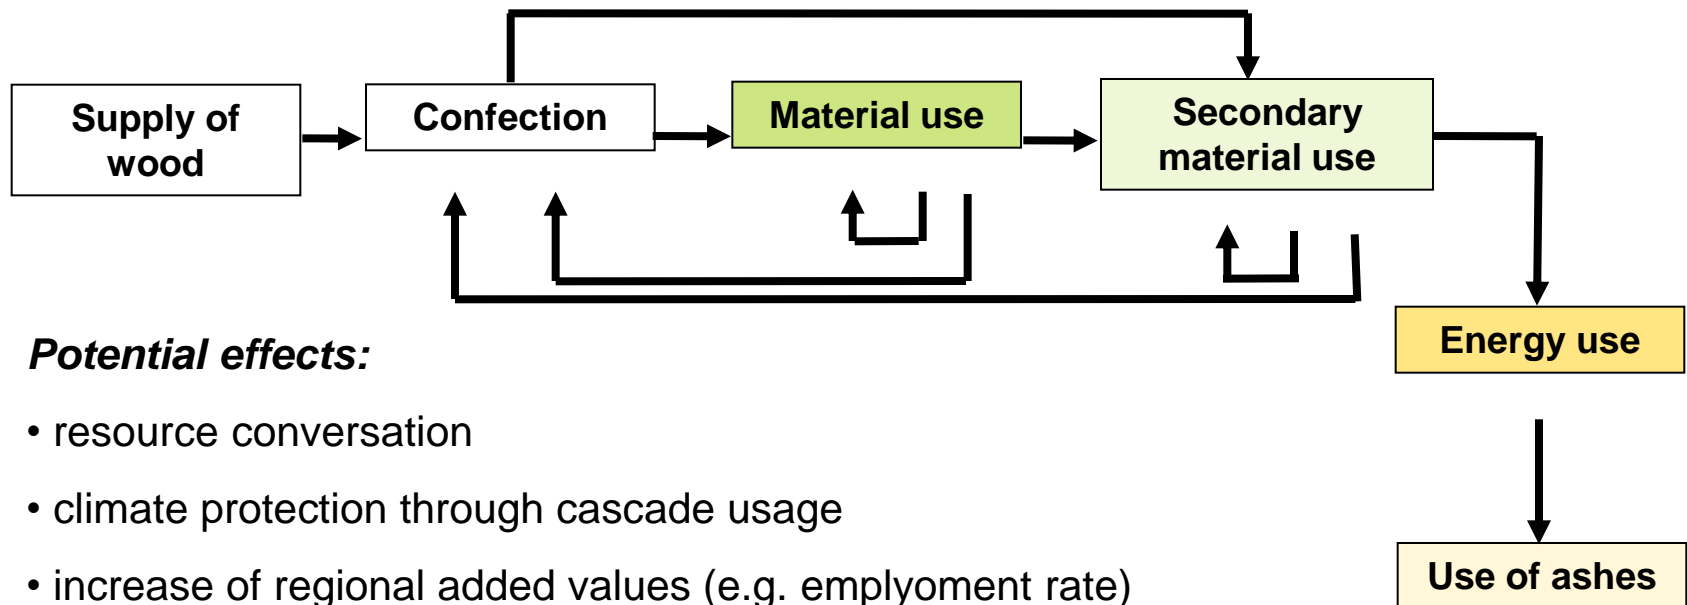 Supply of
wood
Confection
Material use
Secondary
material use
Energy use
Potential effects:
• resource conversation
• climate protection through cascade usage
• increase of regional added values (e.g. emplyoment rate)
Use of ashes